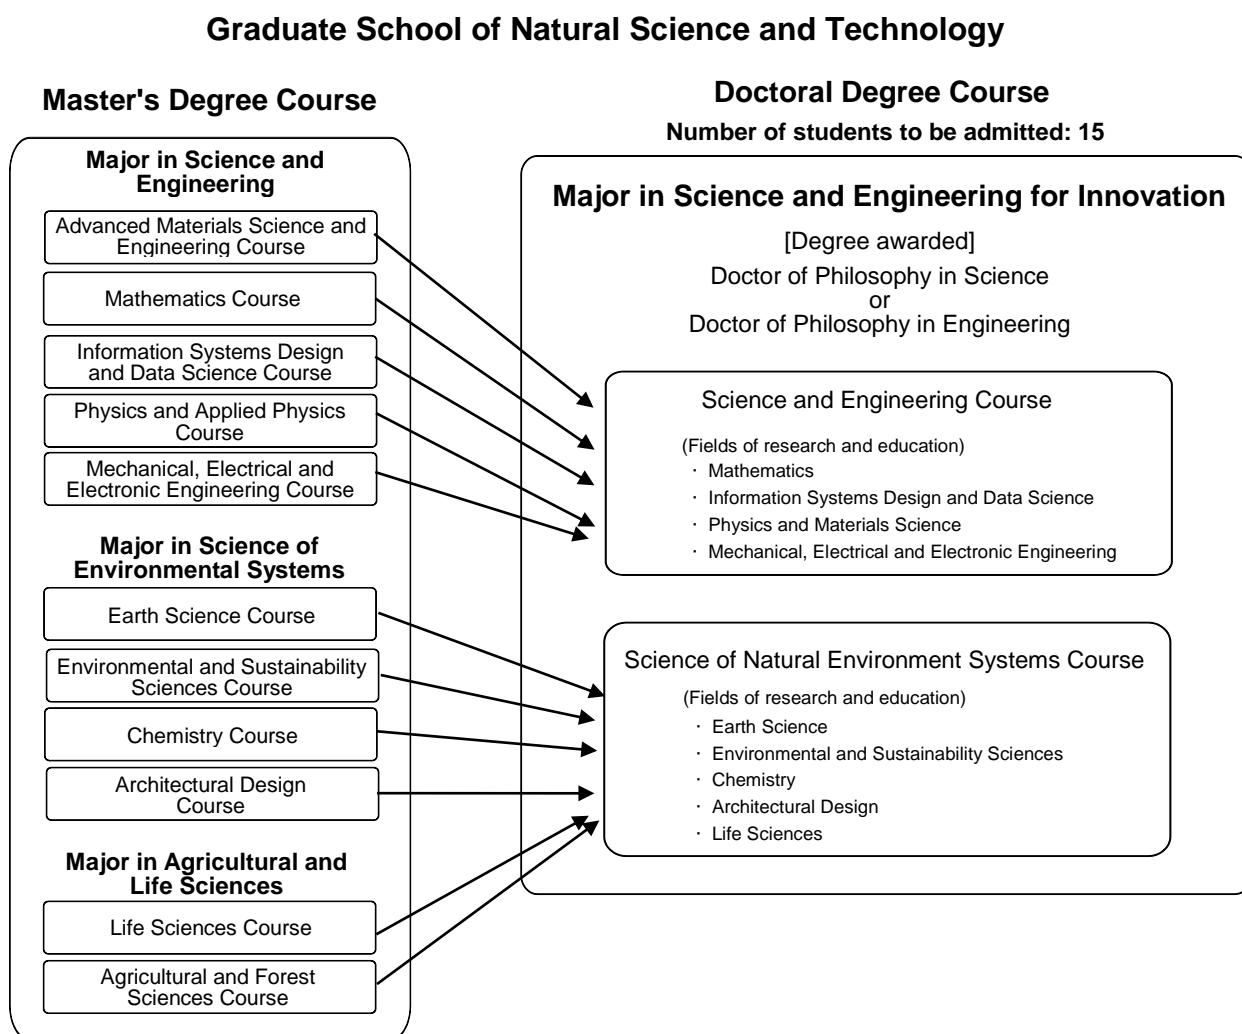 Graduate School of Natural Science and Technology
Master's Degree Course
Major in Science and
Engineering
Advanced Materials Science and
Engineering Course
Mathematics Course
Information Systems Design
and Data Science Course
Physics and Applied Physics
Course
Mechanical, Electrical and
Electronic Engineering Course
Major in Science of
Environmental Systems
Earth Science Course
Environmental and Sustainability
Sciences Course
Chemistry Course
Architectural Design
Course
Major in Agricultural and
Life Sciences
Life Sciences Course
Agricultural and Forest
Sciences Course
Doctoral Degree Course
Number of students to be admitted: 15
Major in Science and Engineering for Innovation
[Degree awarded]
Doctor of Philosophy in Science
or
Doctor of Philosophy in Engineering
Science and Engineering Course
(Fields of research and education)
・ Mathematics
・ Information Systems Design and Data Science
・ Physics and Materials Science
・ Mechanical, Electrical and Electronic Engineering
Science of Natural Environment Systems Course
(Fields of research and education)
・ Earth Science
・ Environmental and Sustainability Sciences
・ Chemistry
・ Architectural Design
・ Life Sciences